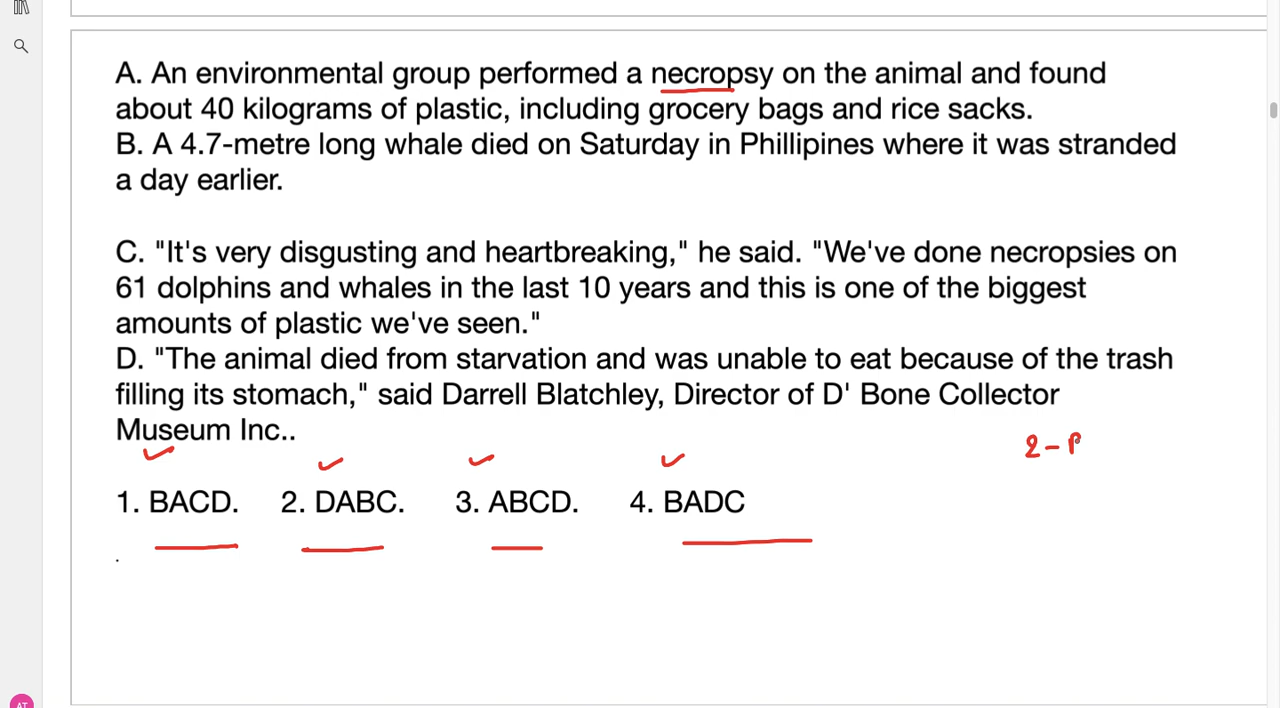 A. An environmental group performed a necropsy on the animal and found
about 40 kilograms of plastic, including grocery bags and rice sacks.
B. A 4.7-metre long whale died on Saturday in Phillipines where it was stranded
a day earlier.
C. "It's very disgusting and heartbreaking," he said. "We've done necropsies on
61 dolphins and whales in the last 10 years and this is one of the biggest
amounts of plastic we've seen."
D. "The animal died from starvation and was unable to eat because of the trash
filling its stomach," said Darrell Blatchley, Director of D' Bone Collector
Museum Inc..
2-P
1. BACD. 2. DABC. 3. ABCD. 4. BADC
.
AT